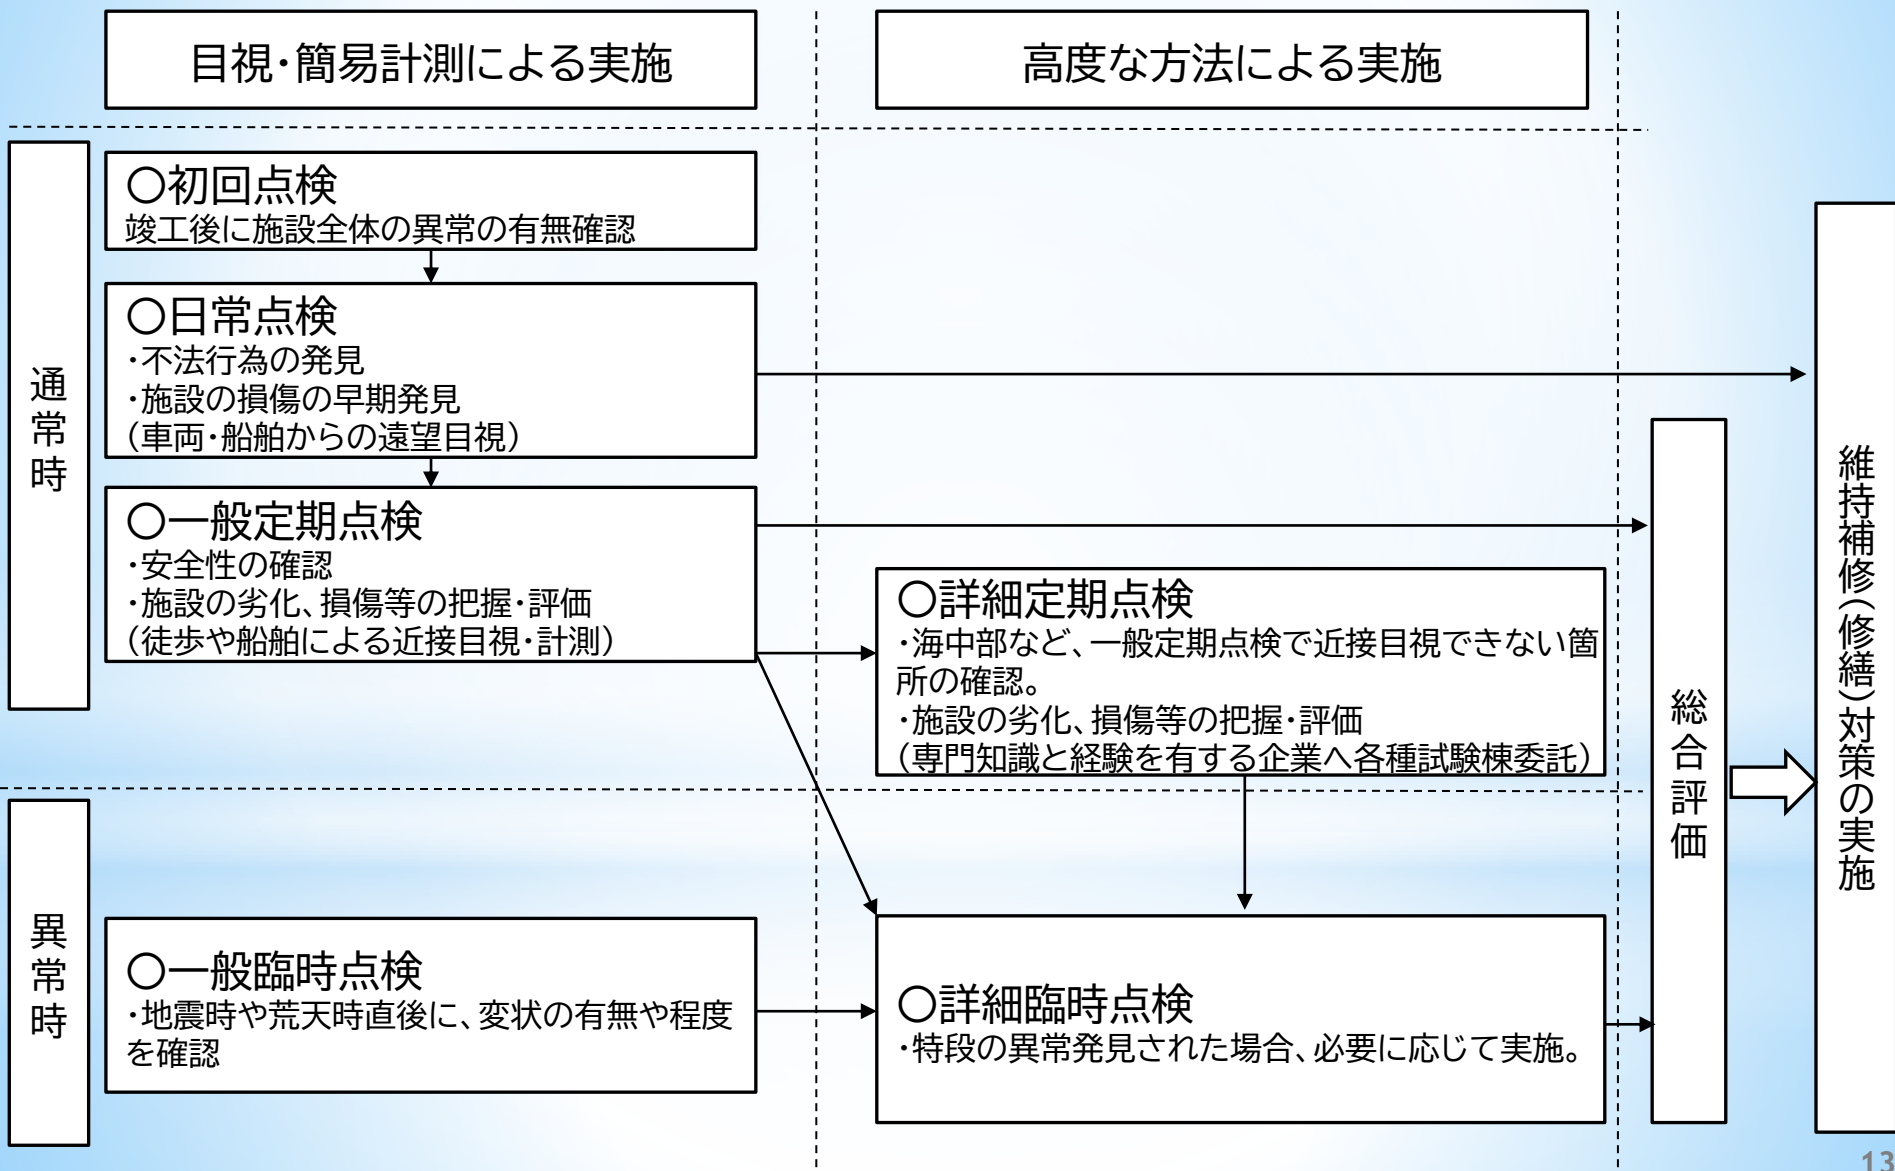 目視･簡易計測による実施
高度な方法による実施
通常時
〇初回点検
竣工後に施設全体の異常の有無確認
〇日常点検
･不法行為の発見
･施設の損傷の早期発見
（車両･船舶からの遠望目視）
〇一般定期点検
･安全性の確認
･施設の劣化、損傷等の把握･評価
（徒歩や船舶による近接目視･計測）
〇詳細定期点検
･海中部など、一般定期点検で近接目視できない箇
所の確認。
･施設の劣化、損傷等の把握･評価
（専門知識と経験を有する企業へ各種試験棟委託）
異常時
〇一般臨時点検
･地震時や荒天時直後に、変状の有無や程度
を確認
〇詳細臨時点検
･特段の異常発見された場合、必要に応じて実施。
総合評価
維持補修（修繕）対策の実施
13